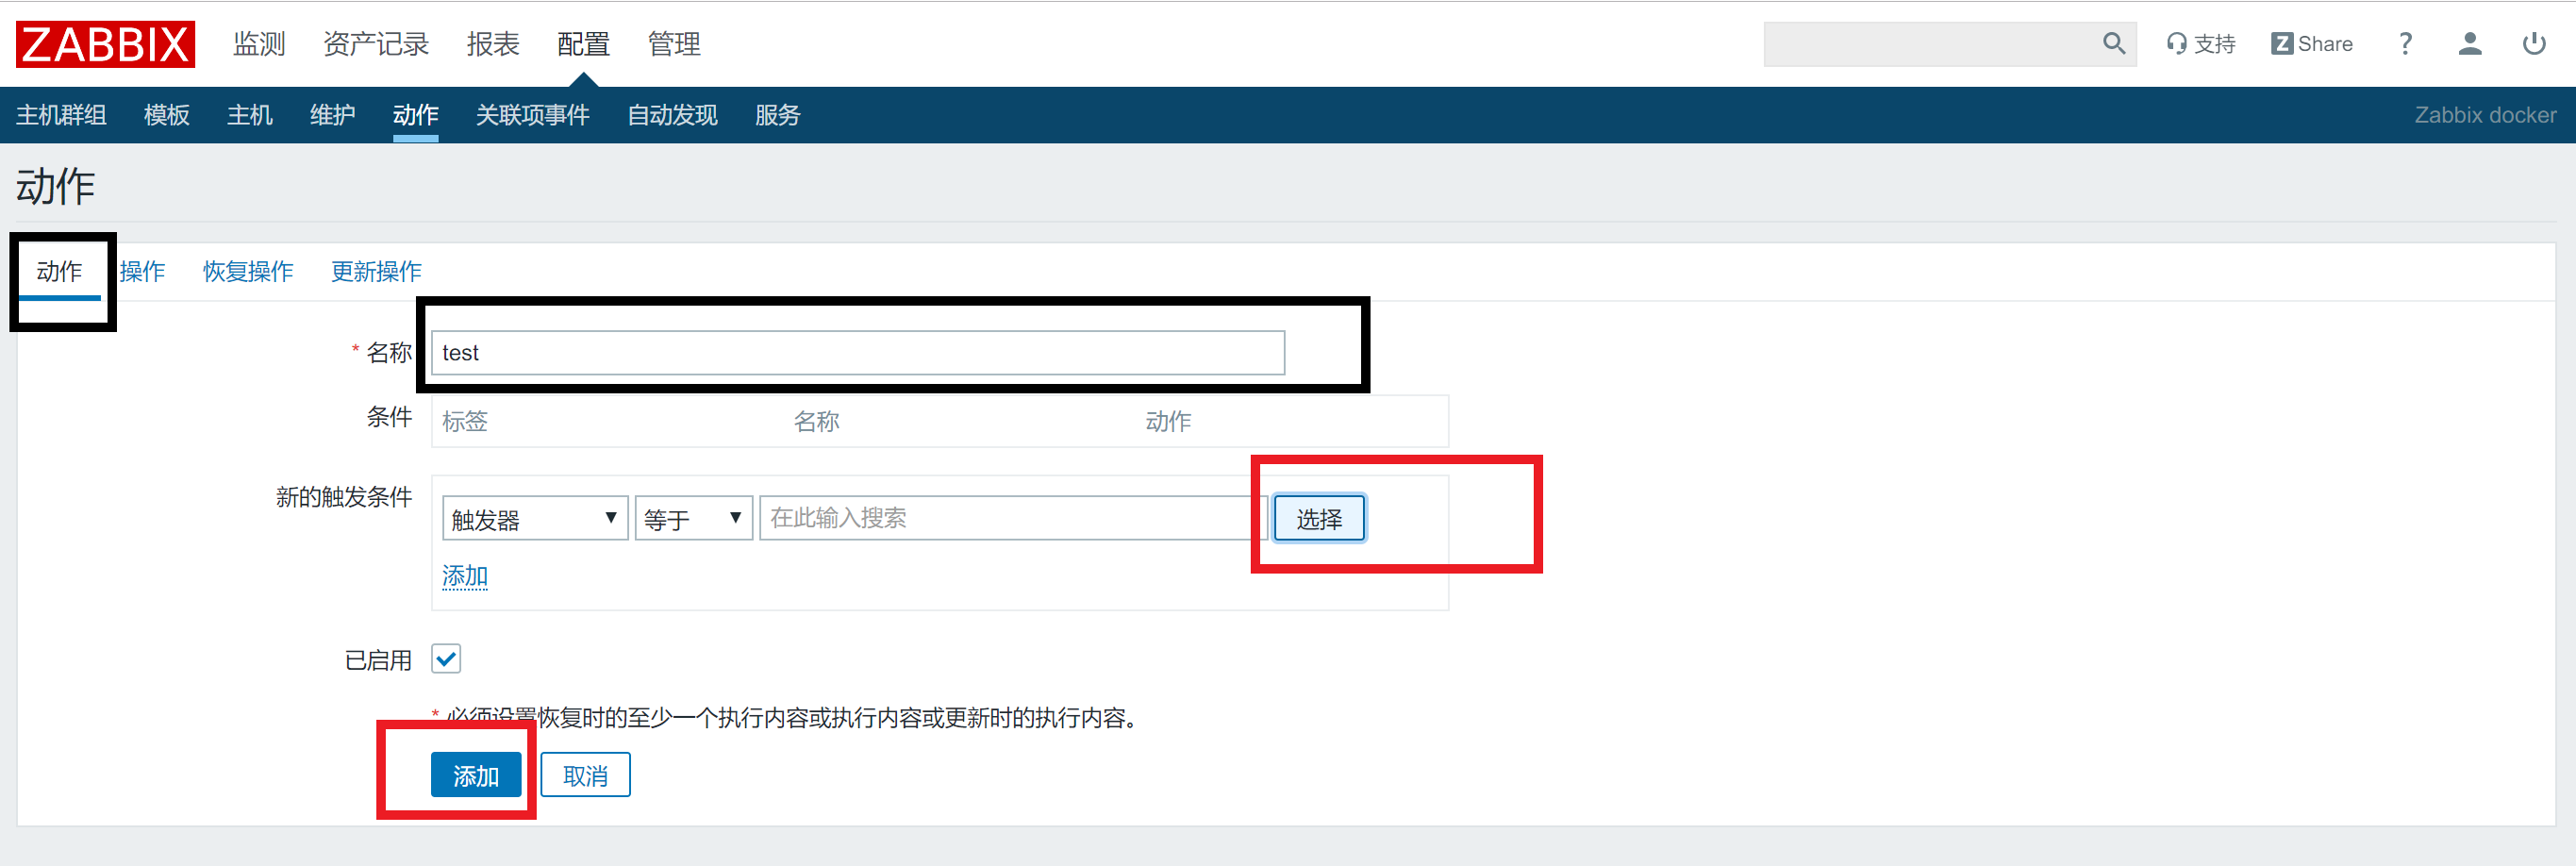 ZABBIX 监测 资产记录 报表 配置 管理 支持 Z Share ?
主机群组 模板 主机 维护 动作 关联项事件 自动发现 服务 Zabbix docker
动作
动作 操作 恢复操作 更新操作
* 名称 test
条件 标签 名称 动作
新的触发条件 触发器 等于 在此输入搜索 选择
添加
已启用
* 必须设置恢复时的至少一个执行内容或执行内容或更新时的执行内容。
添加 取消